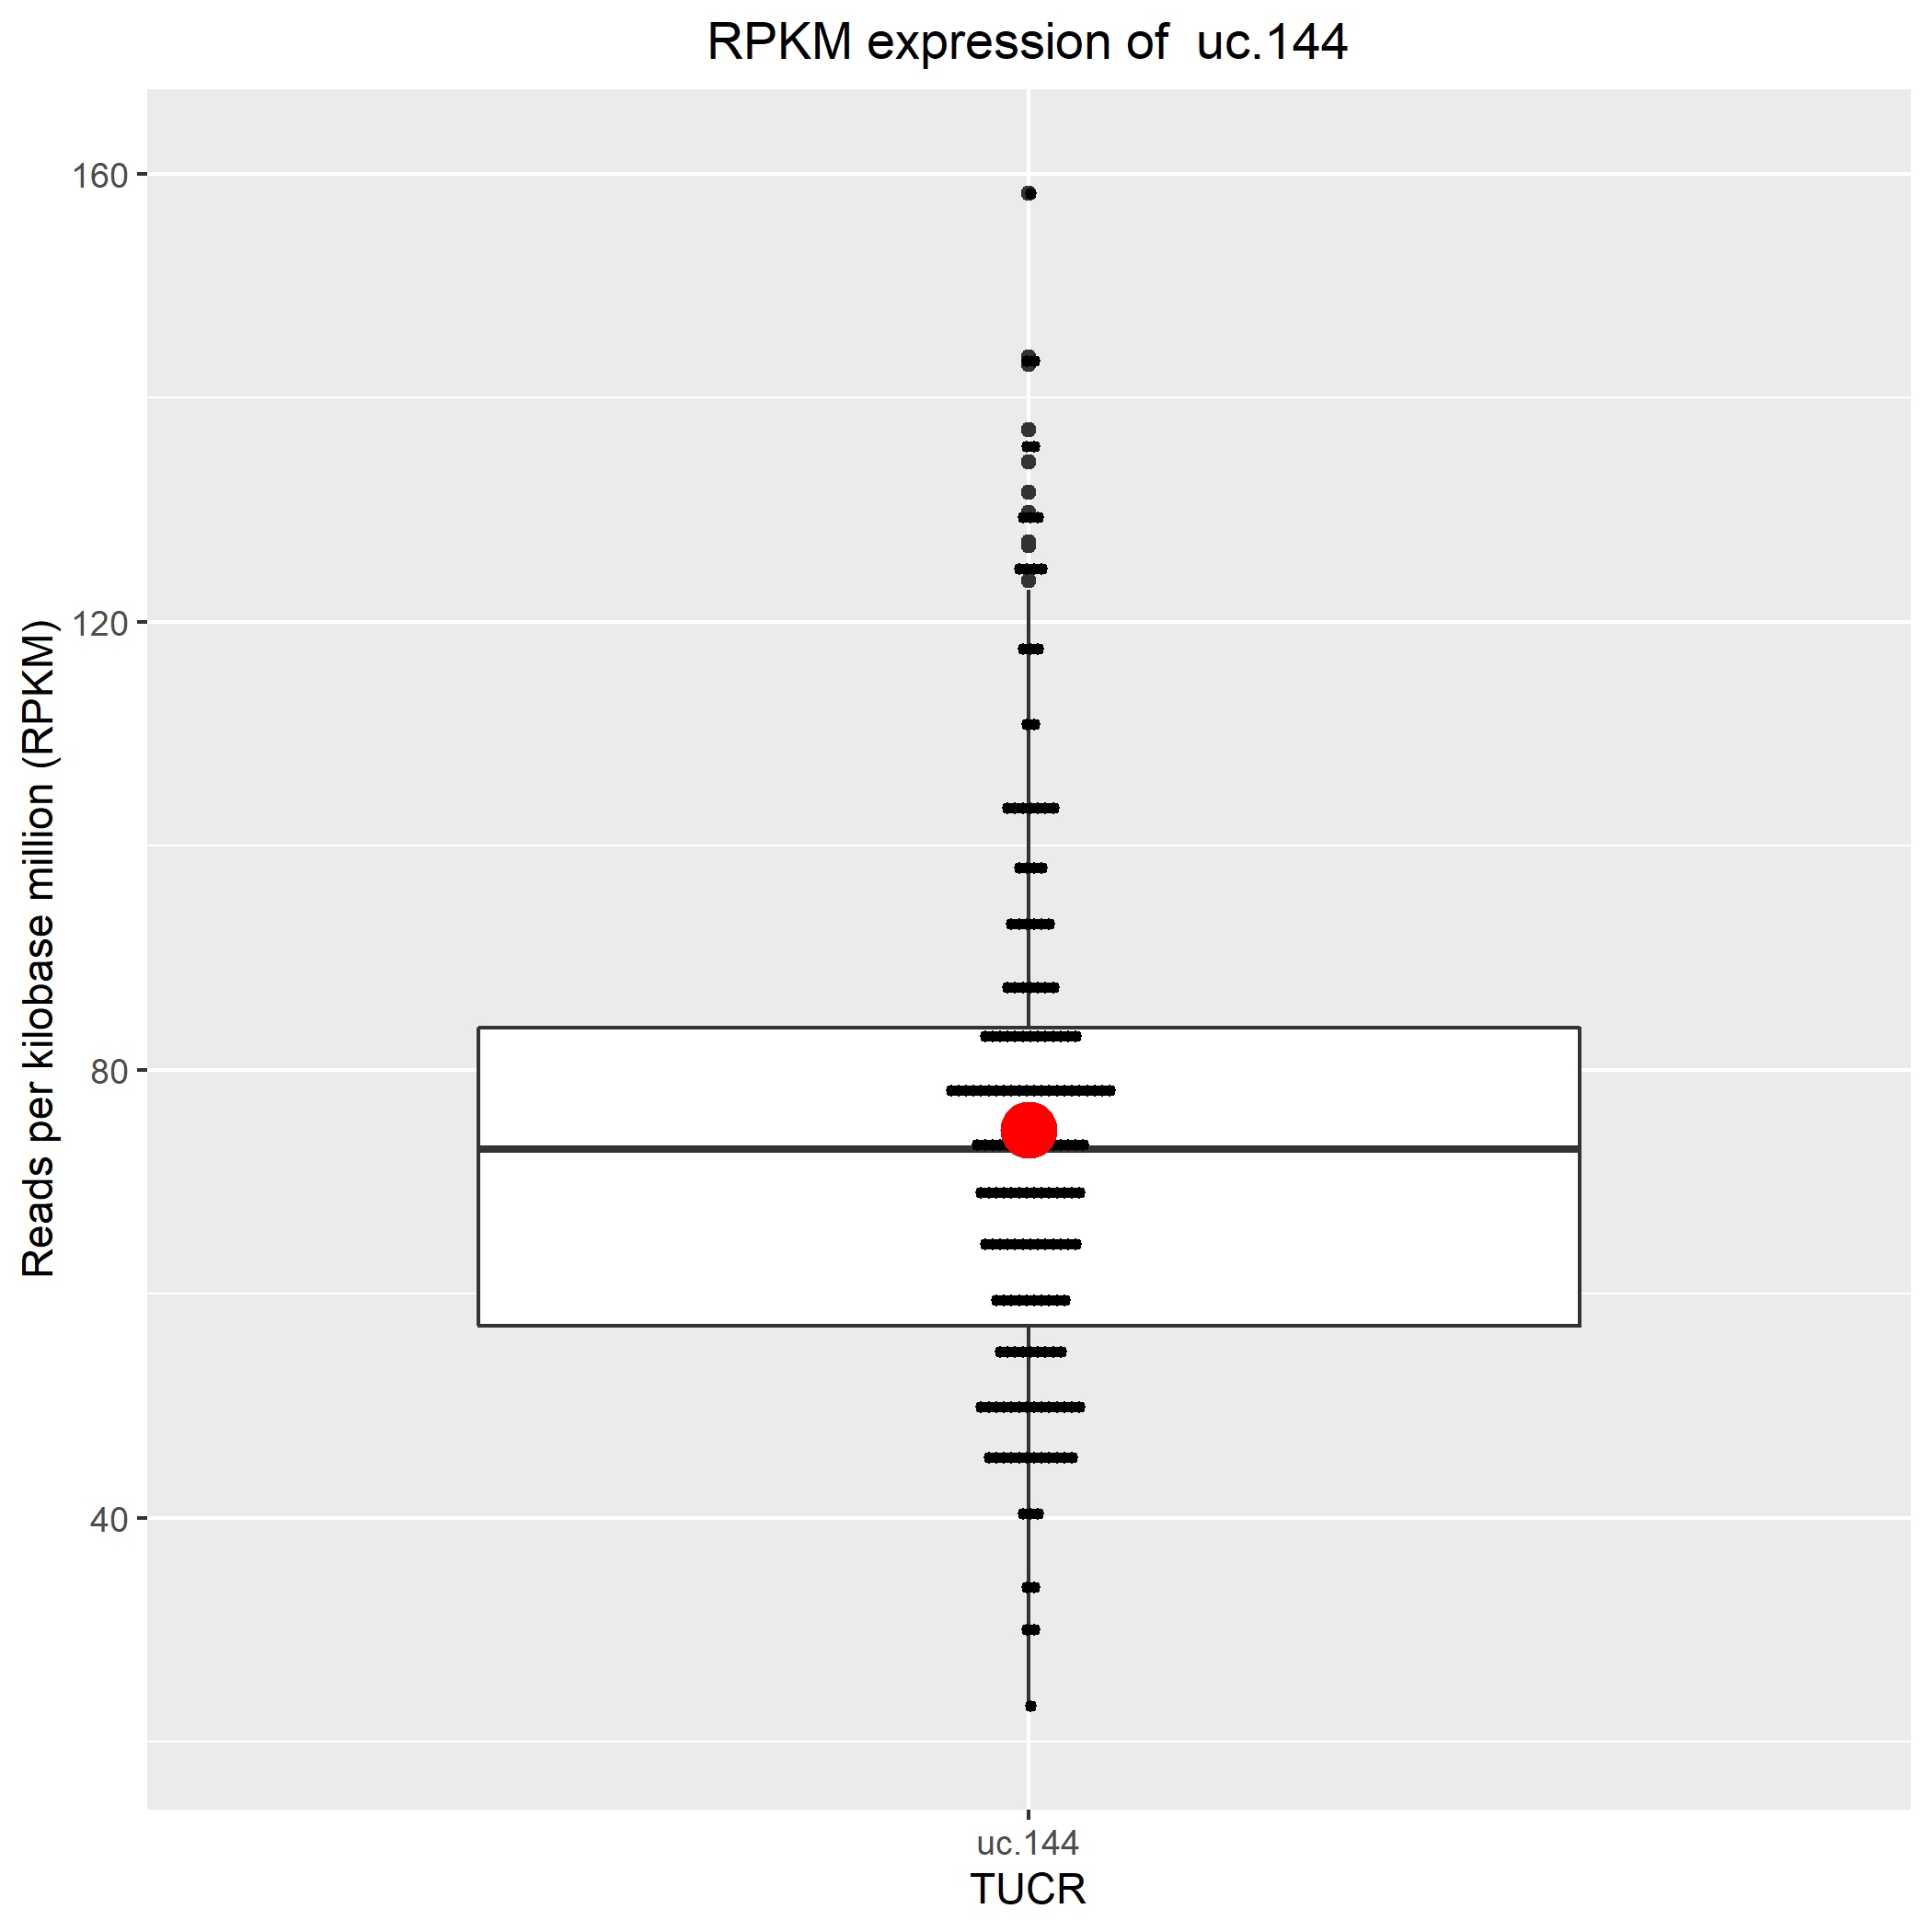 RPKM expression of  uc.144
Reads per kilobase million (RPKM)
160
120
80
40
uc.144
TUCR